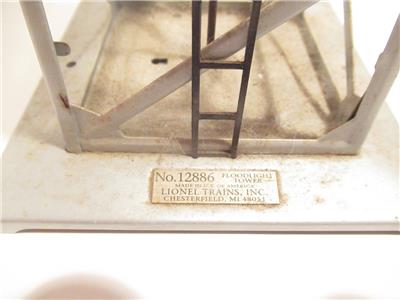 No.12886 FLOODLIGHT
TOWER
MADE IN U.S. OF AMERICA
LIONEL TRAINS, INC.
CHESTERFIELD, MI 48051